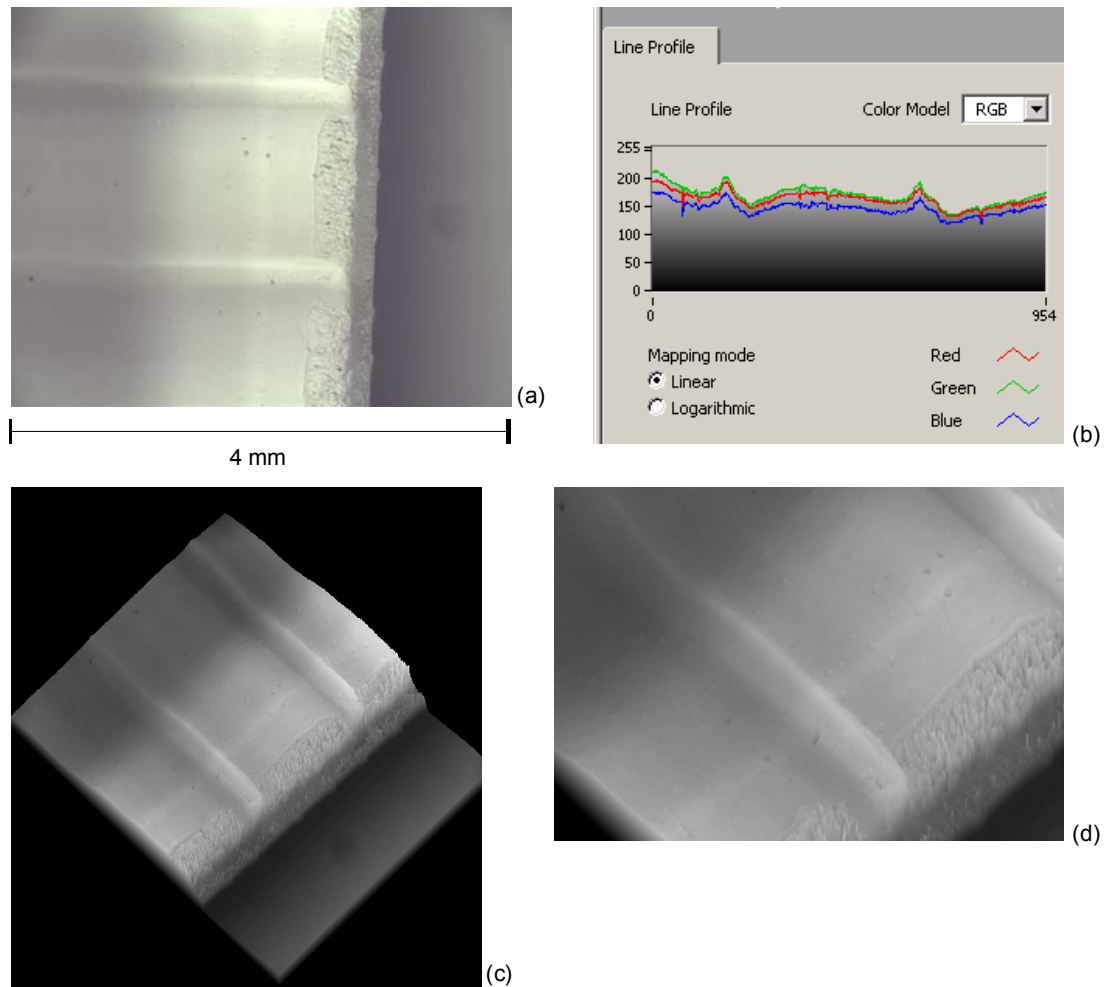 (a)
4 mm
Line Profile
Line Profile
Color Model
RGB
255
200
150
100
50
0
0
954
Mapping mode
Linear
Logarithmic
Red
Green
Blue
(b)
(c)
(d)